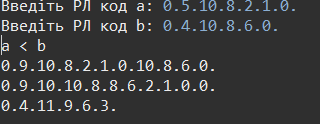 Введіть РЛ код a: 0.5.10.8.2.1.0.
Введіть РЛ код b: 0.4.10.8.6.0.
a < b
0.9.10.8.2.1.0.10.8.6.0.
0.9.10.10.8.8.6.2.1.0.0.
0.4.11.9.6.3.